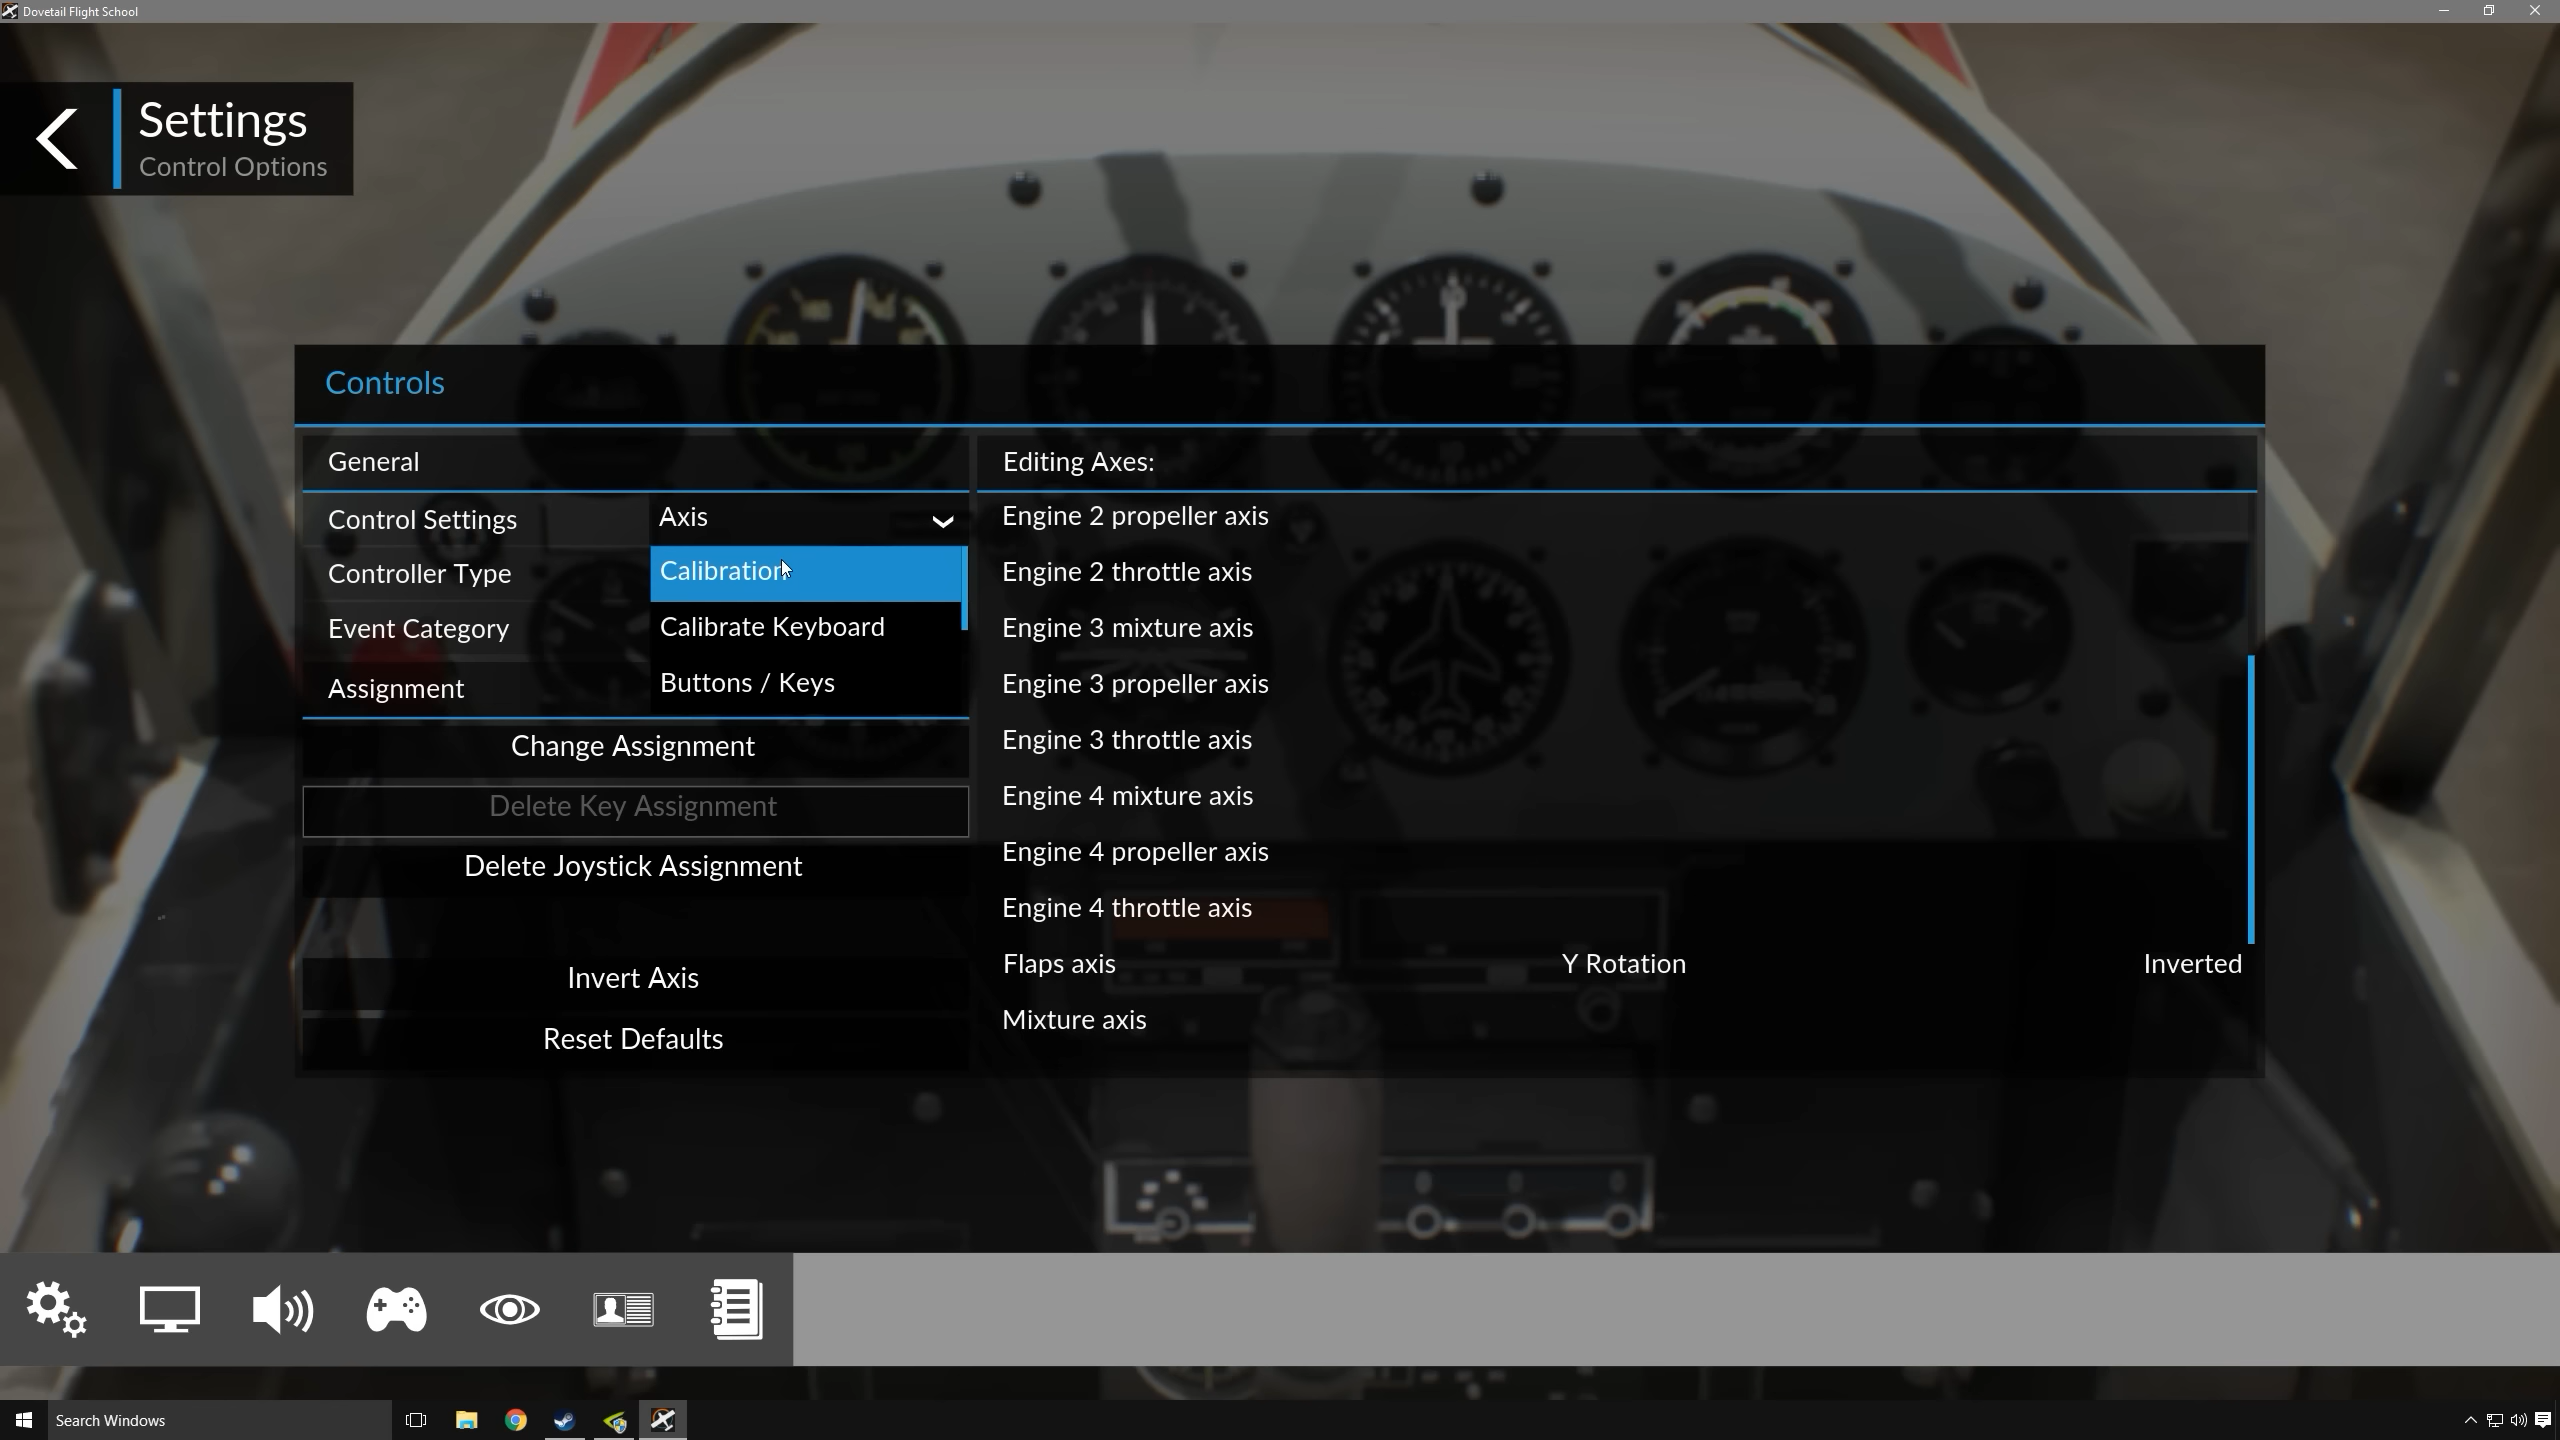 Dovetail Flight School
Settings
Control Options
Controls
General
Control Settings
Axis
Calibration
Controller Type
Calibrate Keyboard
Event Category
Buttons / Keys
Assignment
Change Assignment
Delete Key Assignment
Delete Joystick Assignment
Invert Axis
Reset Defaults
Editing Axes:
Engine 2 propeller axis
Engine 2 throttle axis
Engine 3 mixture axis
Engine 3 propeller axis
Engine 3 throttle axis
Engine 4 mixture axis
Engine 4 propeller axis
Engine 4 throttle axis
Flaps axis Y Rotation Inverted
Mixture axis
Search Windows